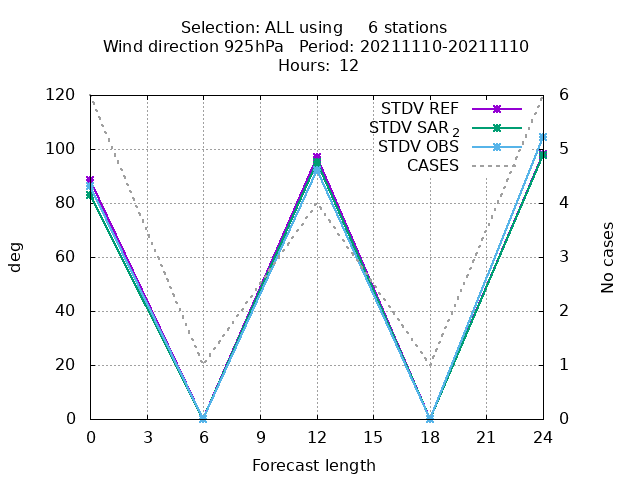 Selection: ALL using     6 stations
Wind direction 925hPa   Period: 20211110-20211110
Hours:  12
STDV REF
STDV SAR2
STDV OBS
CASES
120
100
80
60
40
20
0
deg
6
5
4
3
2
1
0
No cases
0 3 6 9 12 15 18 21 24
Forecast length